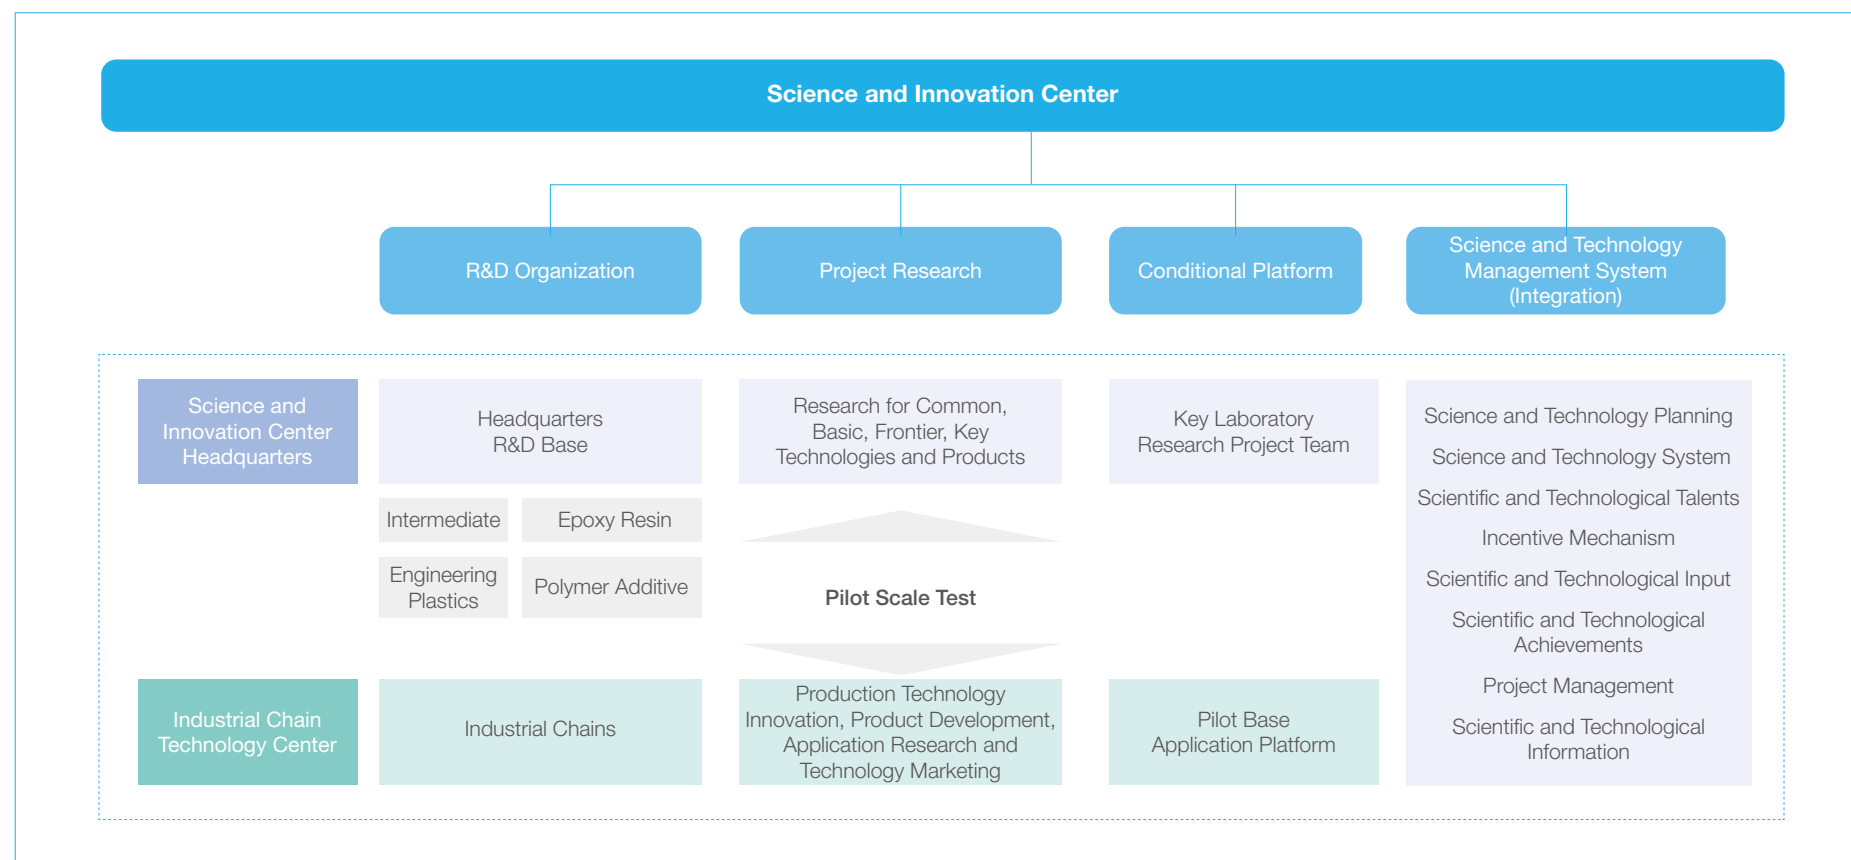 Science and Innovation Center
R&D Organization
Project Research
Conditional Platform
Science and Technology
Management System
(Integration)
Science and
Innovation Center
Headquarters
Headquarters
R&D Base
Research for Common,
Basic, Frontier, Key
Technologies and Products
Key Laboratory
Research Project Team
Intermediate
Epoxy Resin
Engineering
Plastics
Polymer Additive
Pilot Scale Test
Industrial Chain
Technology Center
Industrial Chains
Production Technology
Innovation, Product Development,
Application Research and
Technology Marketing
Pilot Base
Application Platform
Science and Technology Planning
Science and Technology System
Scientific and Technological Talents
Incentive Mechanism
Scientific and Technological Input
Scientific and Technological
Achievements
Project Management
Scientific and Technological
Information